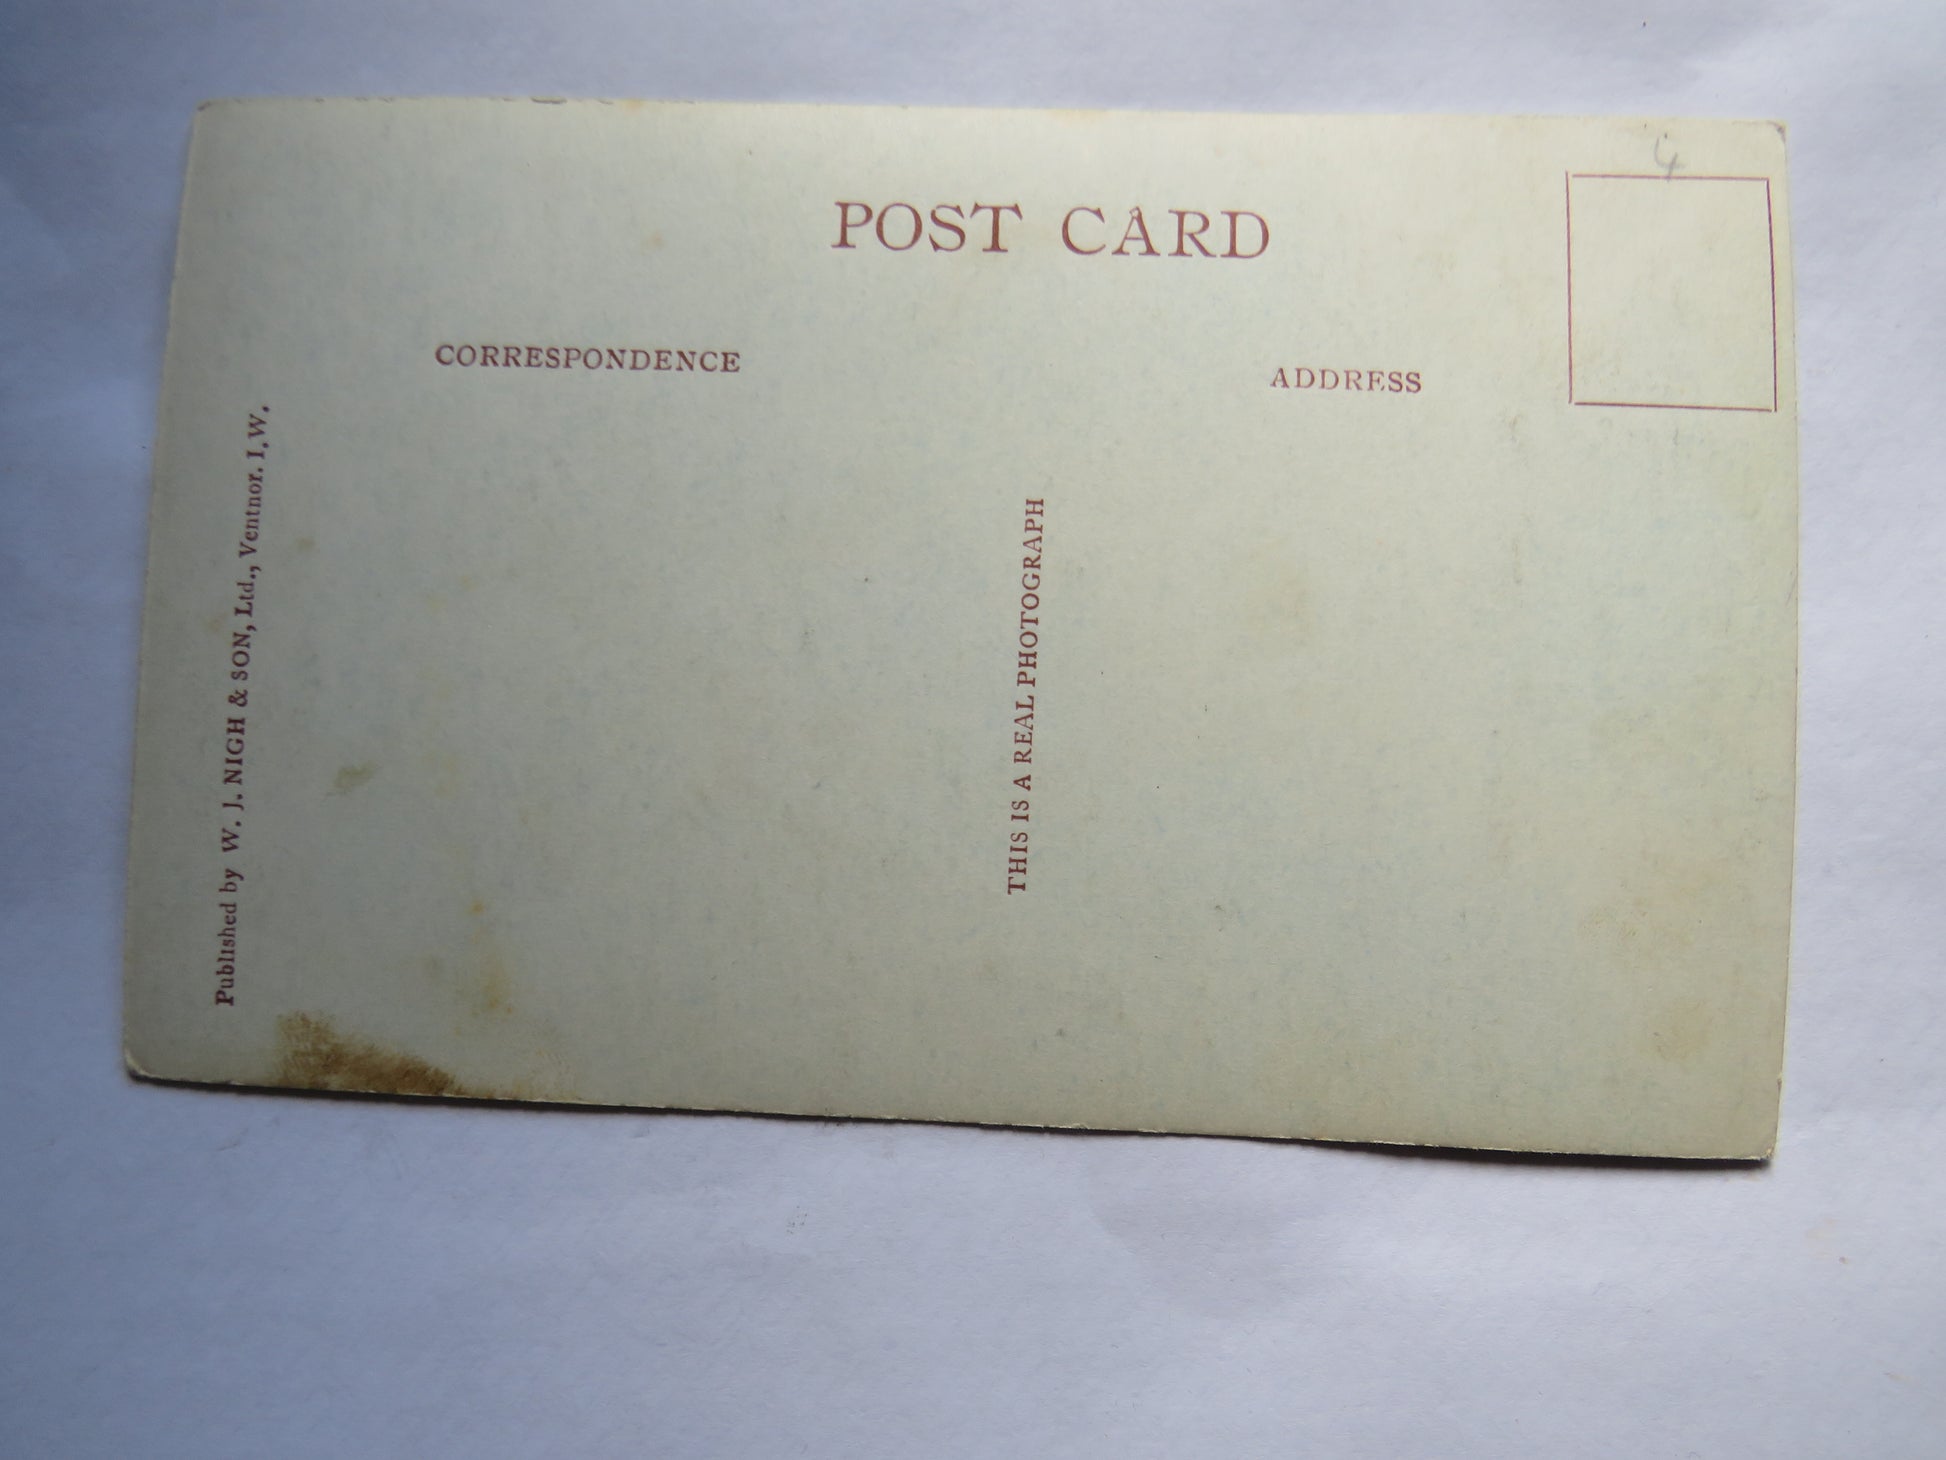 4
POST CARD
CORRESPONDENCE
ADDRESS
Published by W. J. NIGH & SON, Ltd., Ventnor. I.W.
THIS IS A REAL PHOTOGRAPH